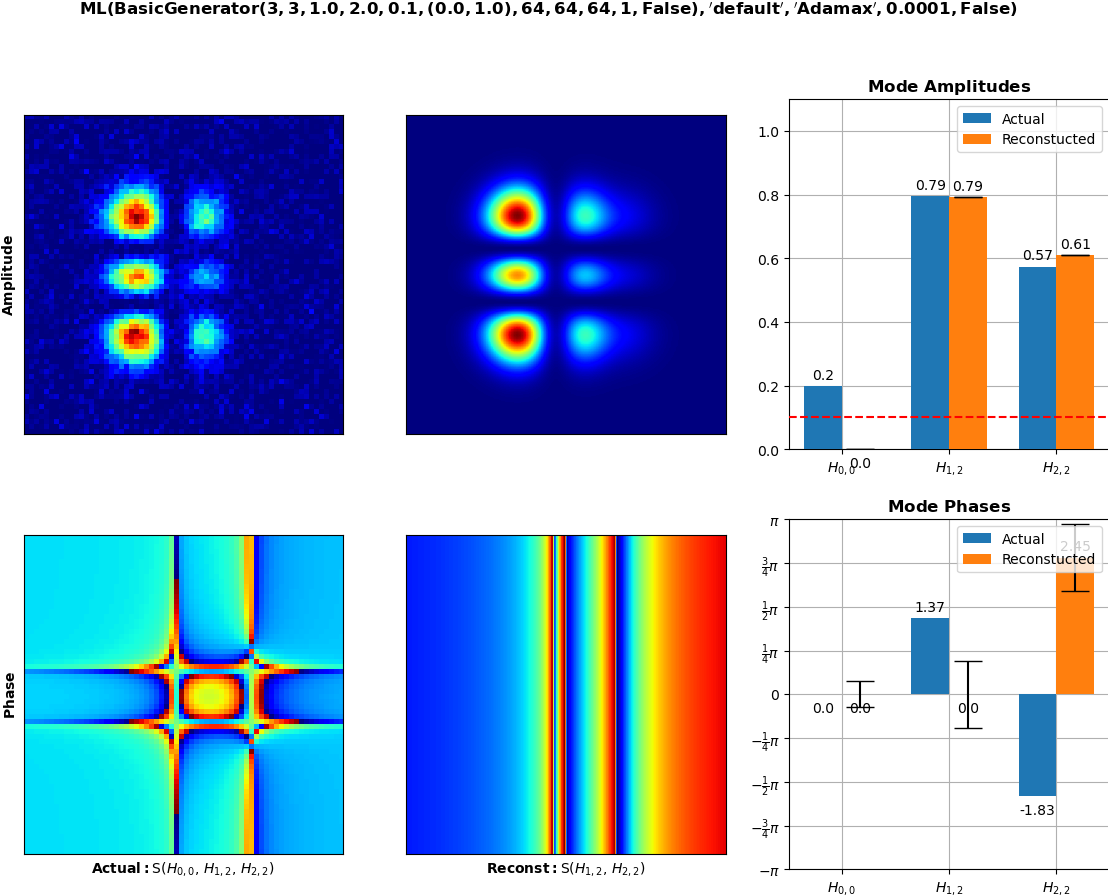 ML(BasicGenerator(3, 3, 1.0, 2.0, 0.1, (0.0, 1.0), 64, 64, 64, 1, False), 'default', 'Adamax', 0.0001, False)
Amplitude
Mode Amplitudes
Actual
Reconstucted
1.0
0.8
0.6
0.4
0.2
0.0
0.2
0.0
0.79
0.79
0.57
0.61
H0,0
H1,2
H2,2
Phase
Actual: S(H0,0, H1,2, H2,2)
Reconst: S(H1,2, H2,2)
Mode Phases
Actual
Reconstucted
π
3/4π
1/2π
1/4π
0
−1/4π
−1/2π
−3/4π
−π
0.0
0.0
1.37
0.0
-1.83
2.45
H0,0
H1,2
H2,2